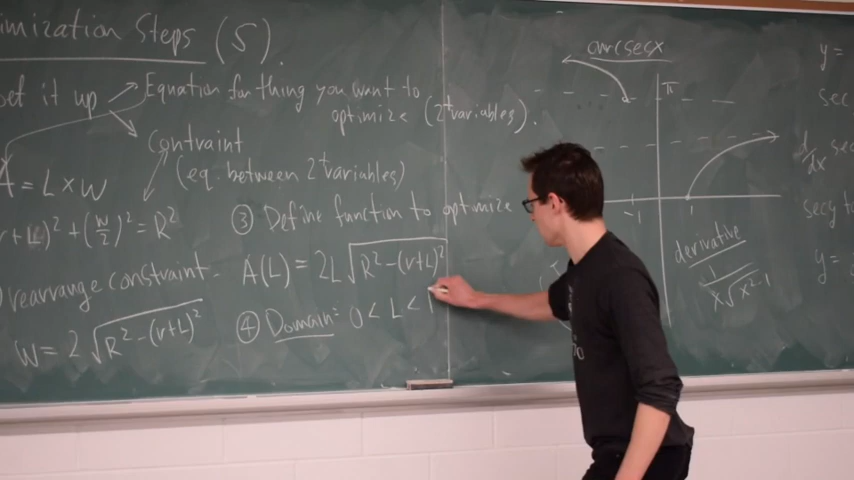 imization Steps (5).
set it up
Equation for thing you want to
optimize (2⁺ variables).
Contraint
(eq. between 2⁺ variables)
A = L × W
r+L)² + (W/2)² = R²
③ Define function to optimize
A(L) = 2L √R²-(r+L)²
rearrange constraint
W = 2 √R²-(r+L)²
④ Domain: 0 < L <
arcsecx
π
-1
1
derivative
1
x√x²-1
y =
sec
d/dx sec
secy
y =